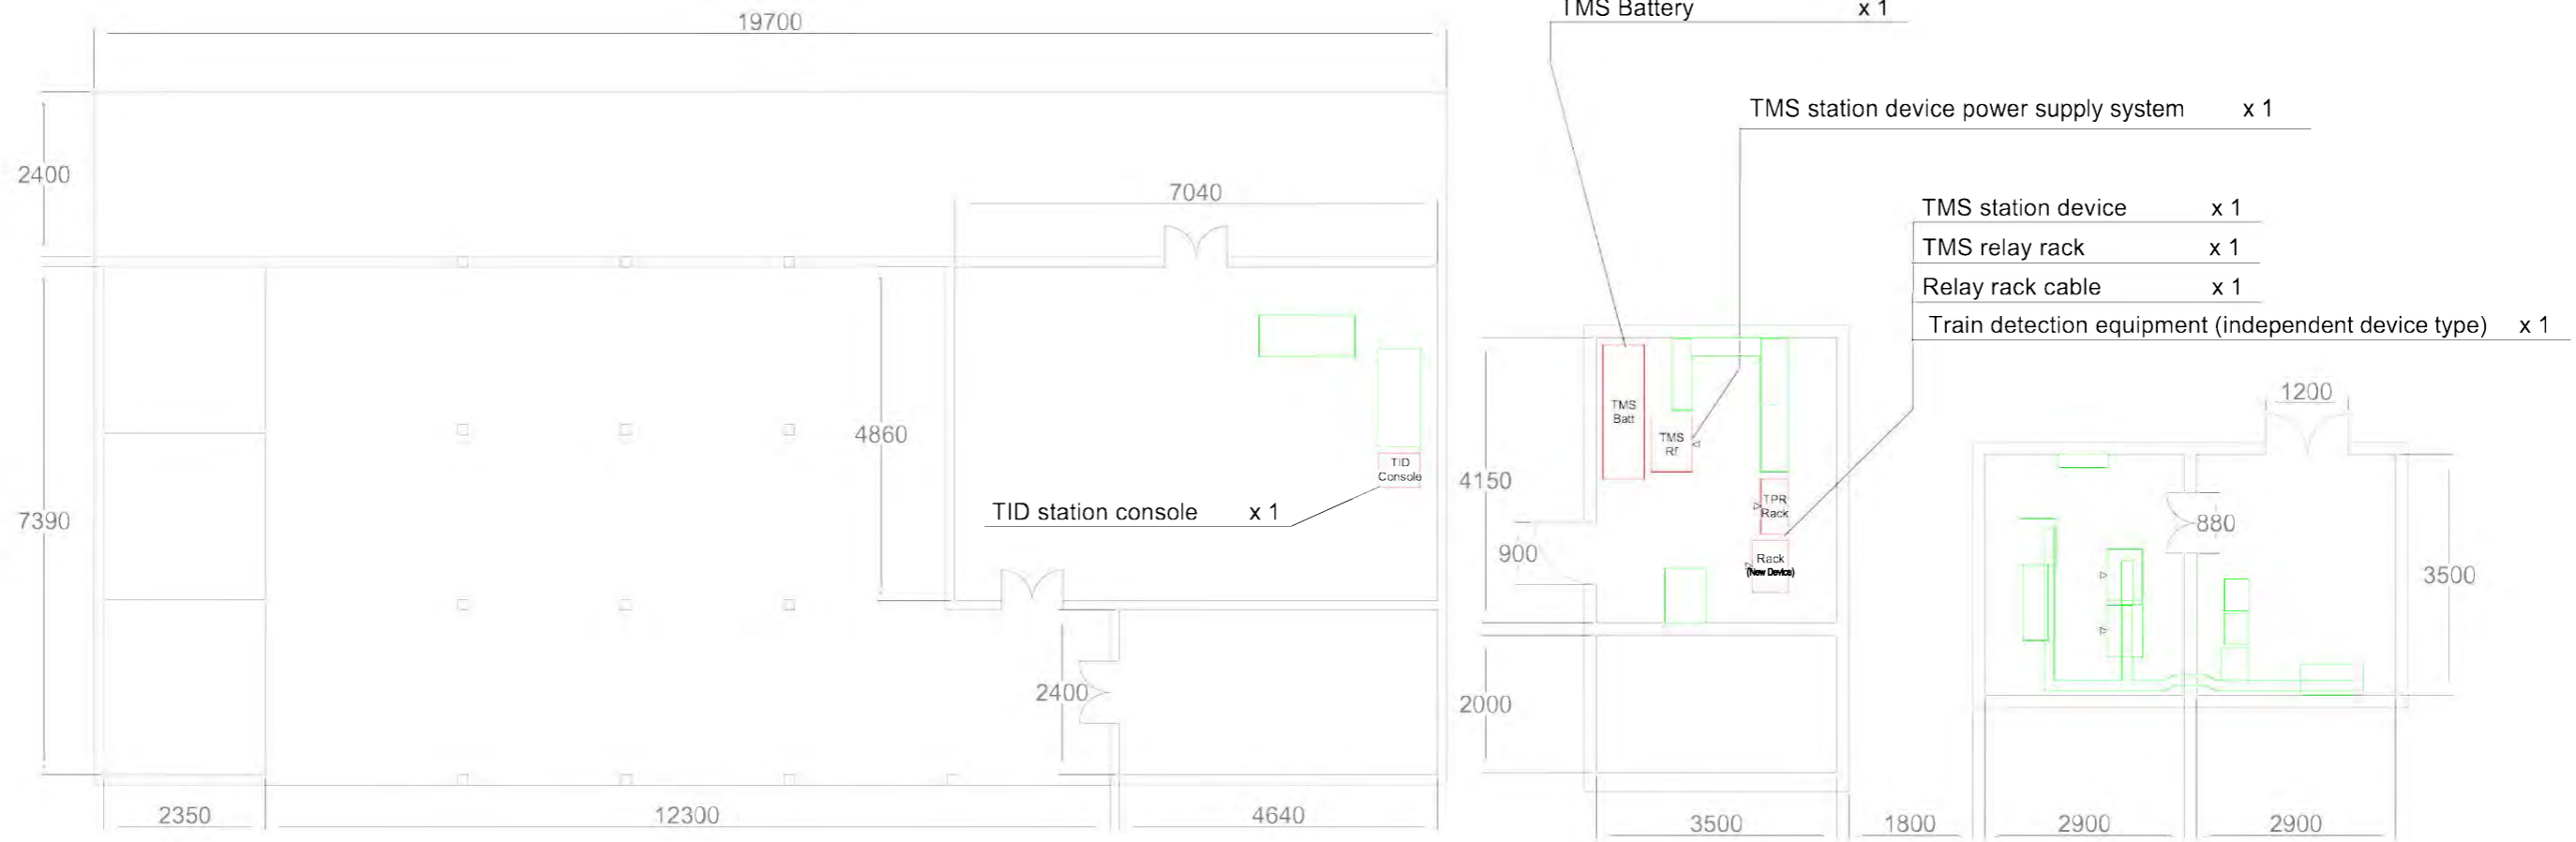 TMS Battery x 1
19700
TMS station device power supply system x 1
2400
7040
TMS station device x 1
TMS relay rack x 1
Relay rack cable x 1
Train detection equipment (independent device type) x 1
1200
TMS
Batt
4860
TMS
Rf
TID
Console
4150
TPR
Rack
TID station console x 1
7390
880
900
Rack
(New Device)
3500
2400
2000
2350
12300
4640
3500
1800
2900
2900